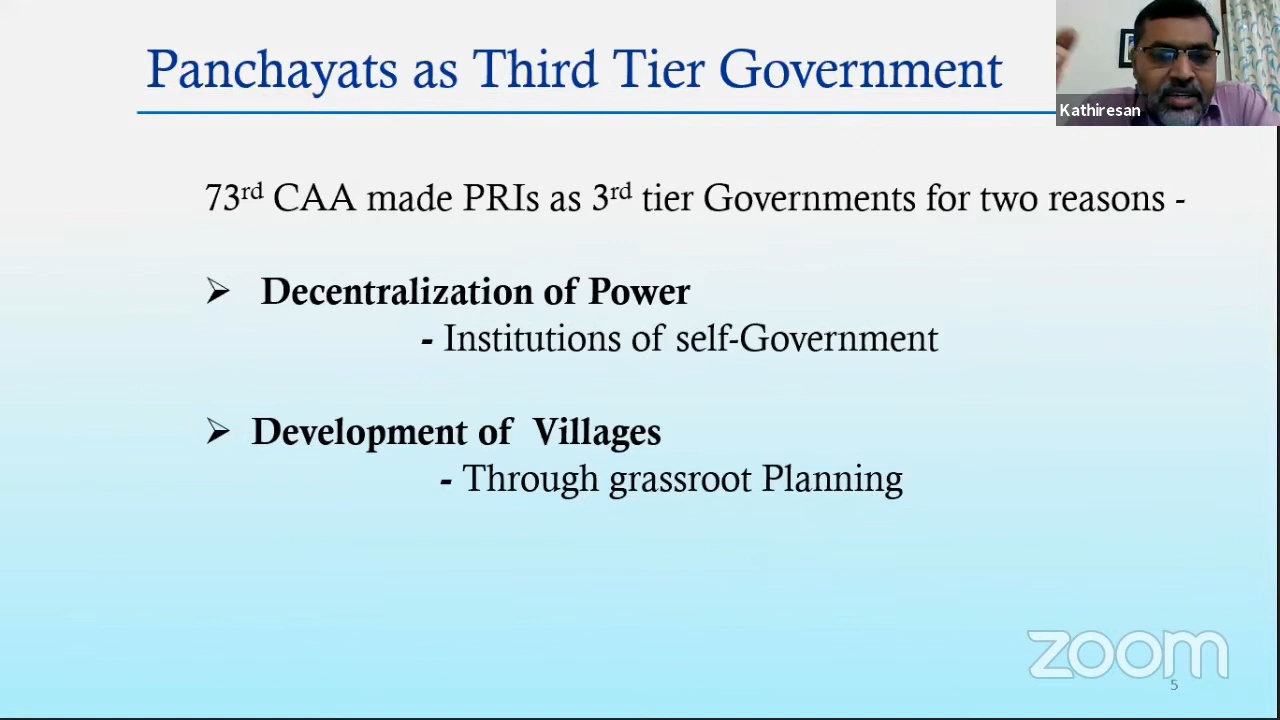 Panchayats as Third Tier Government
Kathiresan
73rd CAA made PRIs as 3rd tier Governments for two reasons -
➢ Decentralization of Power
- Institutions of self-Government
➢ Development of Villages
- Through grassroot Planning
zoom
5